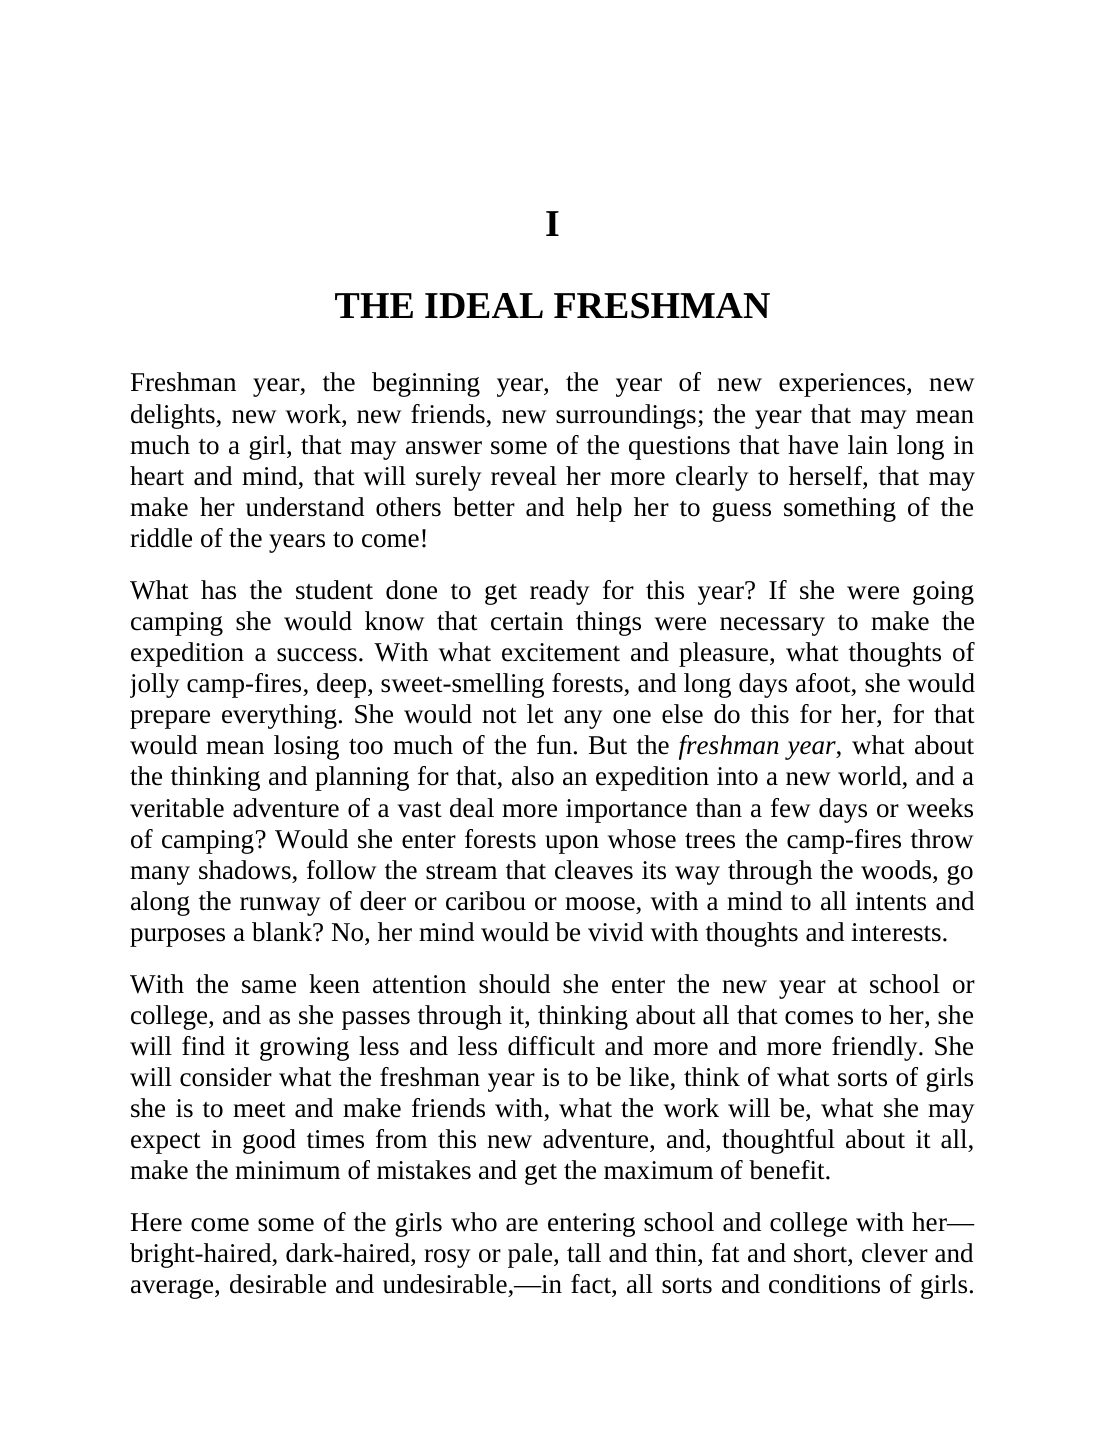 I
THE IDEAL FRESHMAN
Freshman year, the beginning year, the year of new experiences, new
delights, new work, new friends, new surroundings; the year that may mean
much to a girl, that may answer some of the questions that have lain long in
heart and mind, that will surely reveal her more clearly to herself, that may
make her understand others better and help her to guess something of the
riddle of the years to come!
What has the student done to get ready for this year? If she were going
camping she would know that certain things were necessary to make the
expedition a success. With what excitement and pleasure, what thoughts of
jolly camp-fires, deep, sweet-smelling forests, and long days afoot, she would
prepare everything. She would not let any one else do this for her, for that
would mean losing too much of the fun. But the freshman year, what about
the thinking and planning for that, also an expedition into a new world, and a
veritable adventure of a vast deal more importance than a few days or weeks
of camping? Would she enter forests upon whose trees the camp-fires throw
many shadows, follow the stream that cleaves its way through the woods, go
along the runway of deer or caribou or moose, with a mind to all intents and
purposes a blank? No, her mind would be vivid with thoughts and interests.
With the same keen attention should she enter the new year at school or
college, and as she passes through it, thinking about all that comes to her, she
will find it growing less and less difficult and more and more friendly. She
will consider what the freshman year is to be like, think of what sorts of girls
she is to meet and make friends with, what the work will be, what she may
expect in good times from this new adventure, and, thoughtful about it all,
make the minimum of mistakes and get the maximum of benefit.
Here come some of the girls who are entering school and college with her—
bright-haired, dark-haired, rosy or pale, tall and thin, fat and short, clever and
average, desirable and undesirable,—in fact, all sorts and conditions of girls.